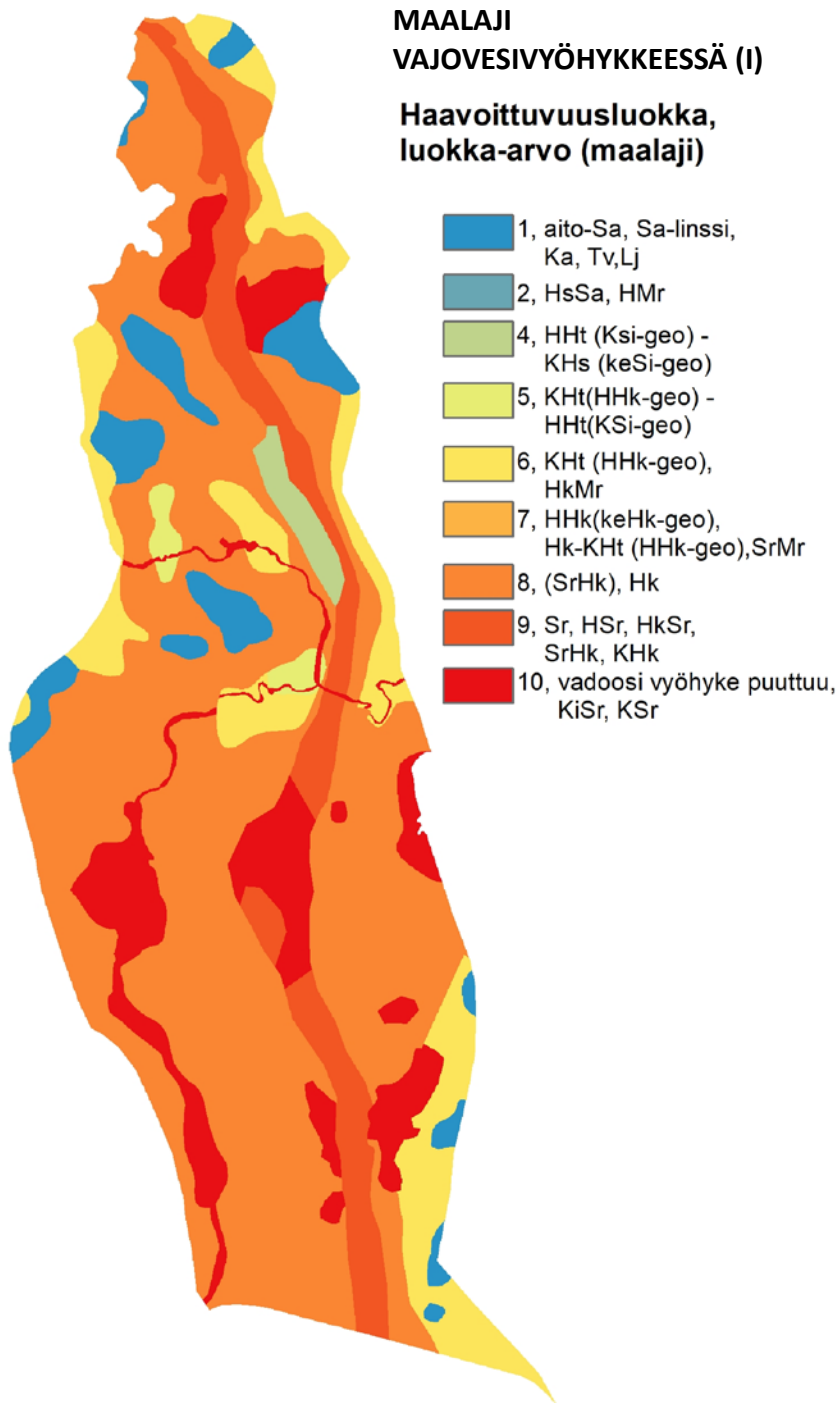 MAALAJI
VAJOVESIVYÖHYKKEESSÄ (I)
Haavoittuvuusluokka,
luokka-arvo (maalaji)
1, aito-Sa, Sa-linssi,
Ka, Tv,Lj
2, HsSa, HMr
4, HHt (Ksi-geo) -
KHs (keSi-geo)
5, KHt(HHk-geo) -
HHt(KSi-geo)
6, KHt (HHk-geo),
HkMr
7, HHk(keHk-geo),
Hk-KHt (HHk-geo),SrMr
8, (SrHk), Hk
9, Sr, HSr, HkSr,
SrHk, KHk
10, vadoosi vyöhyke puuttuu,
KiSr, KSr